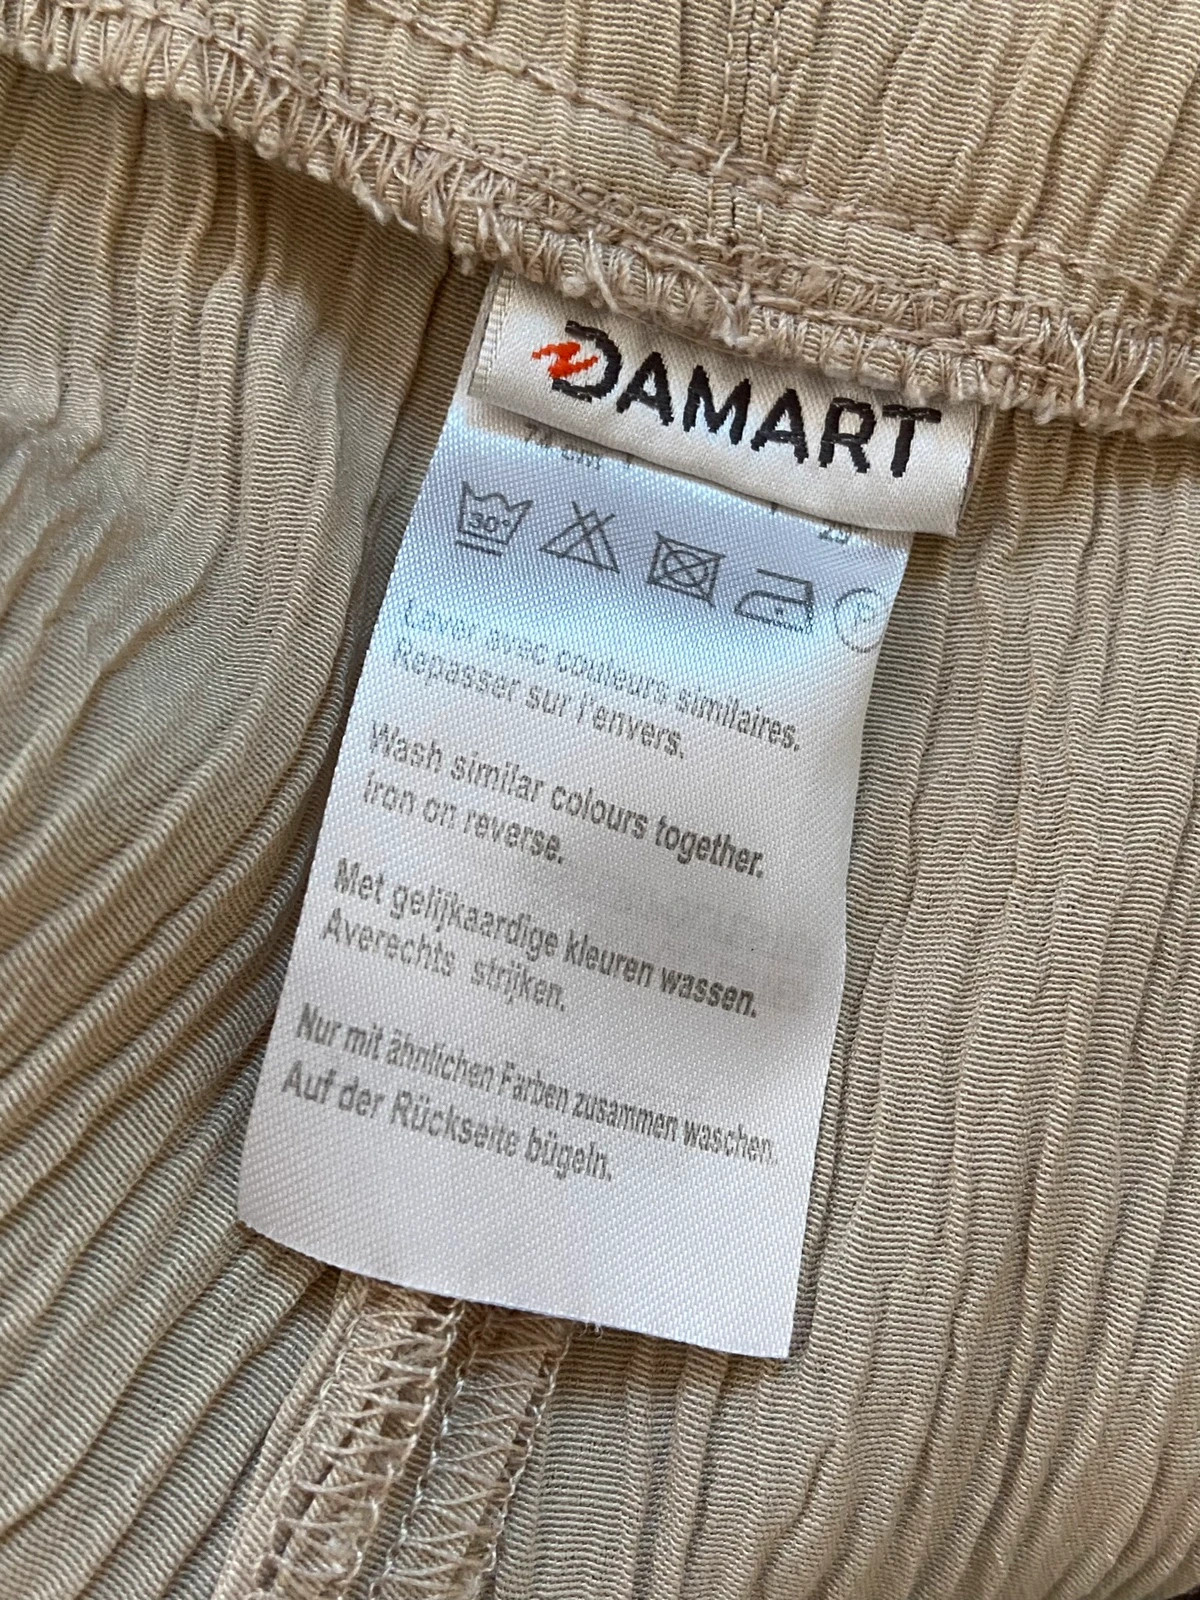 DAMART
30°
Laver avec couleurs similaires.
Repasser sur l'envers.
Wash similar colours together.
Iron on reverse.
Met gelijkaardige kleuren wassen.
Averechts strijken.
Nur mit ähnlichen Farben zusammen waschen.
Auf der Rückseite bügeln.